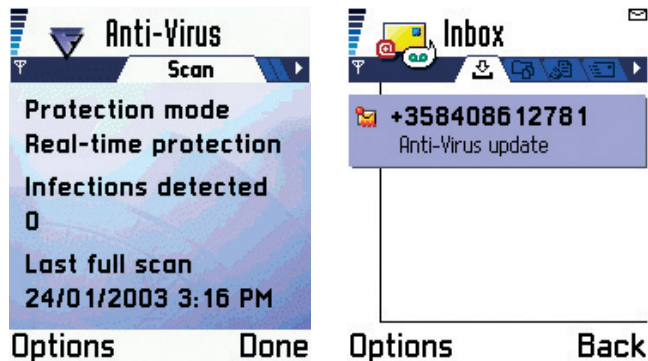 Anti-Virus
Scan
Protection mode
Real-time protection
Infections detected
0
Last full scan
24/01/2003 3:16 PM
Options Done
Inbox
+358408612781
Anti-Virus update
Options Back